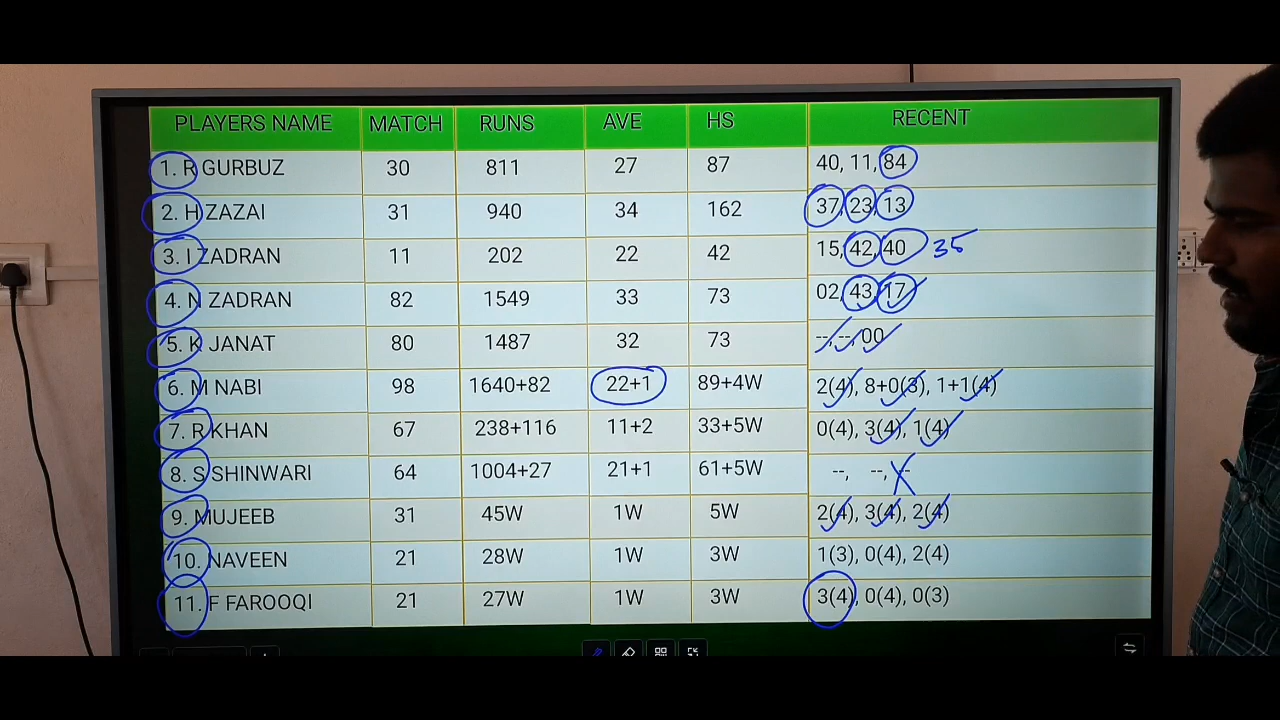 PLAYERS NAME MATCH RUNS AVE HS RECENT
1. R GURBUZ 30 811 27 87 40, 11, 84
2. H ZAZAI 31 940 34 162 37, 23, 13
3. I ZADRAN 11 202 22 42 15, 42, 40 35
4. N ZADRAN 82 1549 33 73 02, 43, 17
5. K JANAT 80 1487 32 73 --, --, 00
6. M NABI 98 1640+82 22+1 89+4W 2(4), 8+0(3), 1+1(4)
7. R KHAN 67 238+116 11+2 33+5W 0(4), 3(4), 1(4)
8. S SHINWARI 64 1004+27 21+1 61+5W --, --, --
9. MUJEEB 31 45W 1W 5W 2(4), 3(4), 2(4)
10. NAVEEN 21 28W 1W 3W 1(3), 0(4), 2(4)
11. F FAROOQI 21 27W 1W 3W 3(4), 0(4), 0(3)